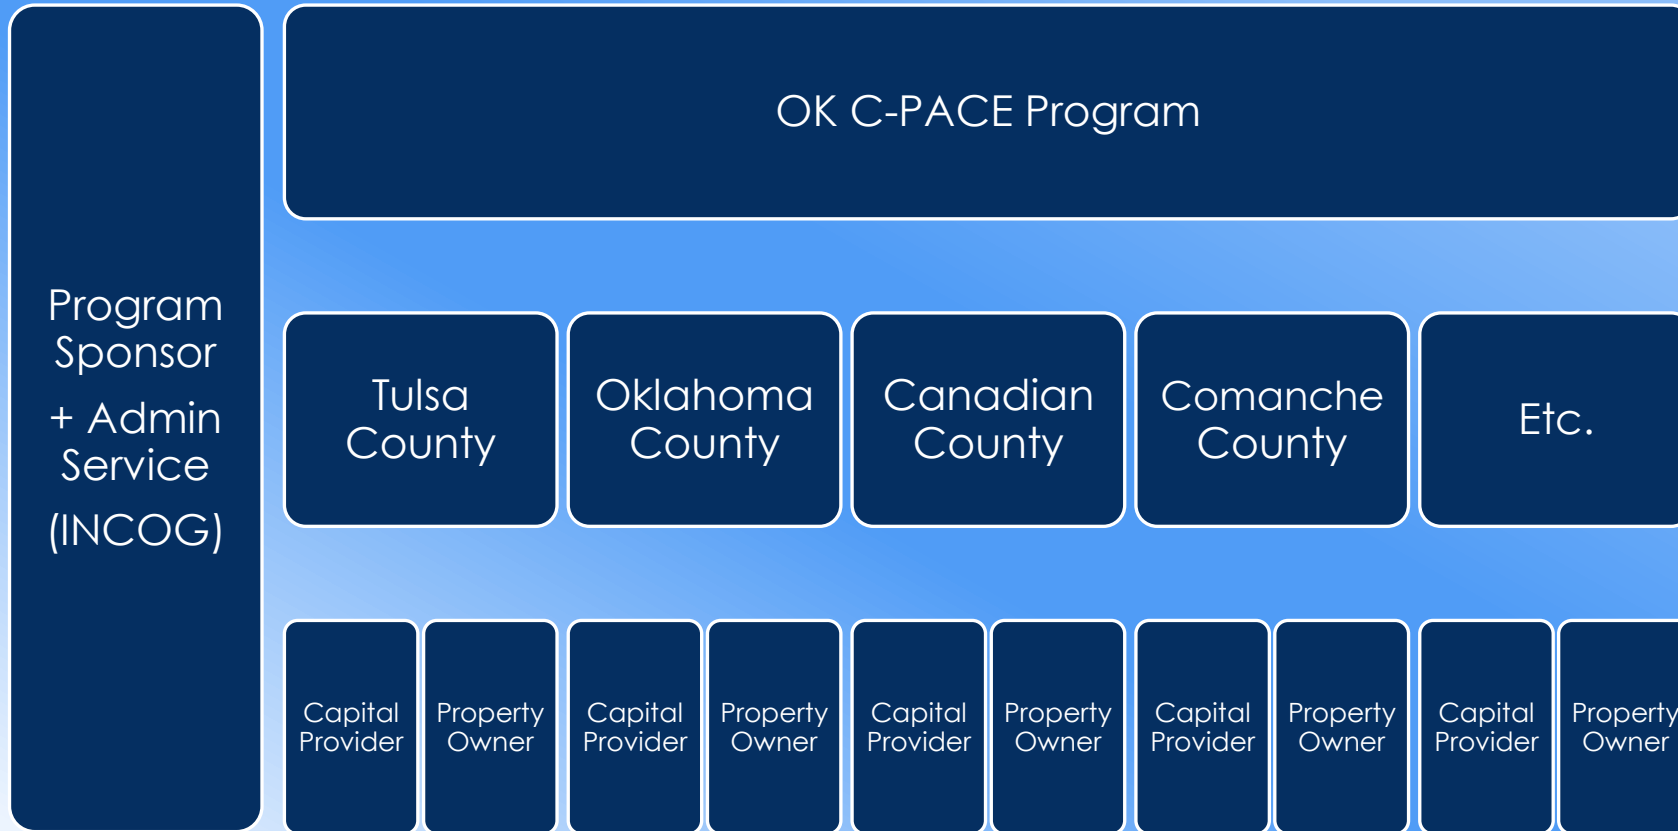 Program
Sponsor
+ Admin
Service
(INCOG)
OK C-PACE Program
Tulsa
County
Oklahoma
County
Canadian
County
Comanche
County
Etc.
Capital
Provider
Property
Owner
Capital
Provider
Property
Owner
Capital
Provider
Property
Owner
Capital
Provider
Property
Owner
Capital
Provider
Property
Owner